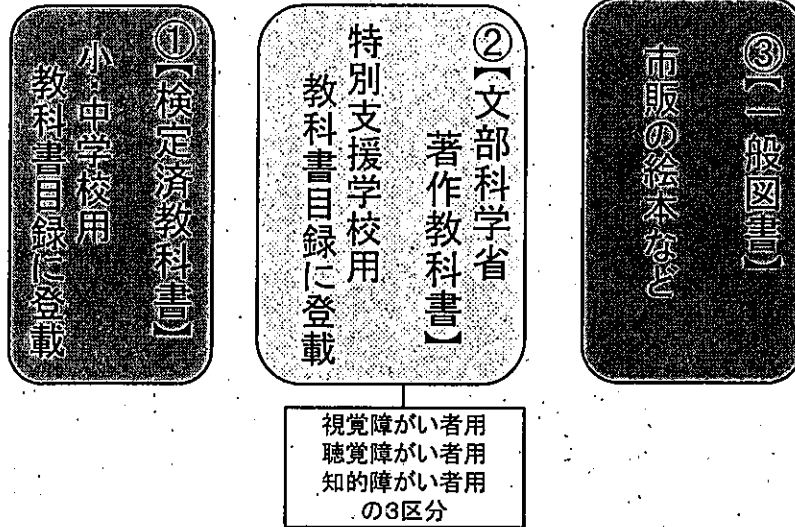 ①【検定済教科書】
小・中学校用
教科書目録に登載
②【文部科学省
著作教科書】
特別支援学校用
教科書目録に登載
③【一般図書】
市販の絵本など
視覚障がい者用
聴覚障がい者用
知的障がい者用
の3区分